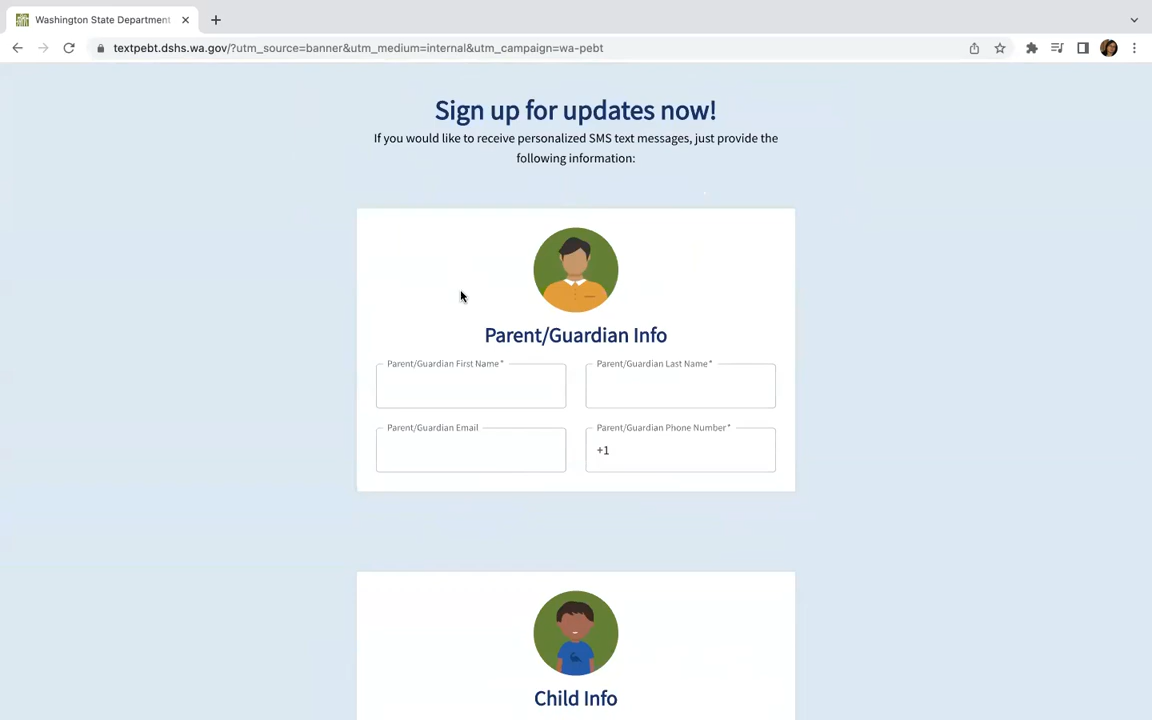 Washington State Department
textpebt.dshs.wa.gov/?utm_source=banner&utm_medium=internal&utm_campaign=wa-pebt
Sign up for updates now!
If you would like to receive personalized SMS text messages, just provide the
following information:
Parent/Guardian Info
Parent/Guardian First Name*
Parent/Guardian Last Name*
Parent/Guardian Email
Parent/Guardian Phone Number*
+1
Child Info